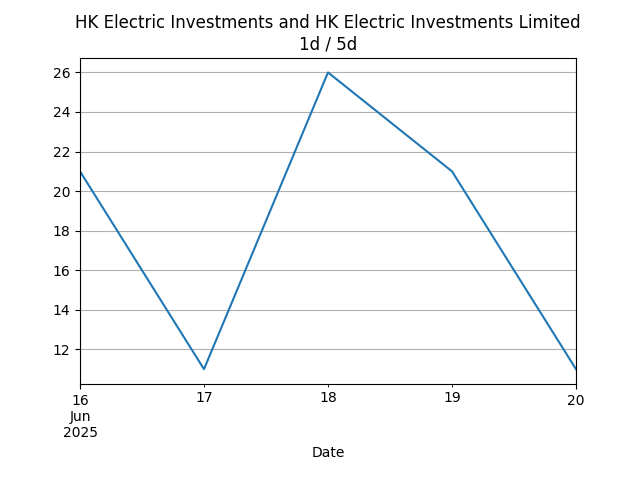 HK Electric Investments and HK Electric Investments Limited
1d / 5d
26
24
22
20
18
16
14
12
16 17 18 19 20
Jun
2025
Date